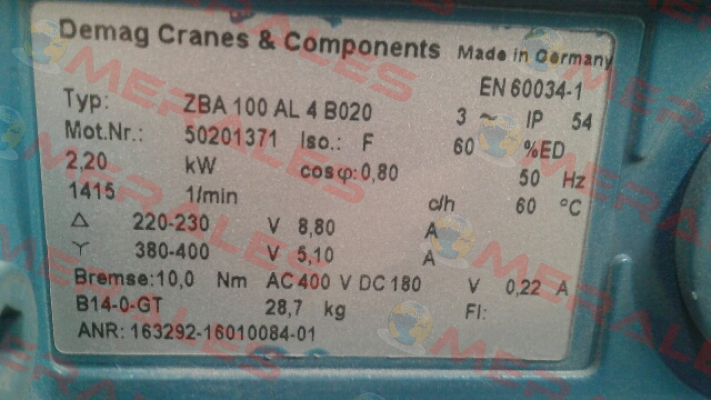 Demag Cranes & Components Made in Germany
EN 60034-1
Typ: ZBA 100 AL 4 B020 3 ~ IP 54
Mot.Nr.: 50201371 Iso.: F 60 %ED
2,20 kW cosφ:0,80 50 Hz
1415 1/min c/h 60 °C
Δ 220-230 V 8,80 A
Y 380-400 V 5,10 A
Bremse:10,0 Nm AC 400 V DC 180 V 0,22 A
B14-0-GT 28,7 kg FI:
ANR: 163292-16010084-01
OMERALES
OMERALES
OMERALES